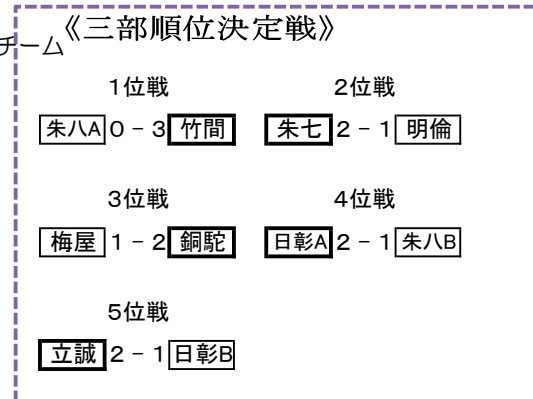 チーム
《三部順位決定戦》
1位戦 2位戦
朱八A 0 - 3 竹間 朱七 2 - 1 明倫
3位戦 4位戦
梅屋 1 - 2 銅駝 日彰A 2 - 1 朱八B
5位戦
立誠 2 - 1 日彰B